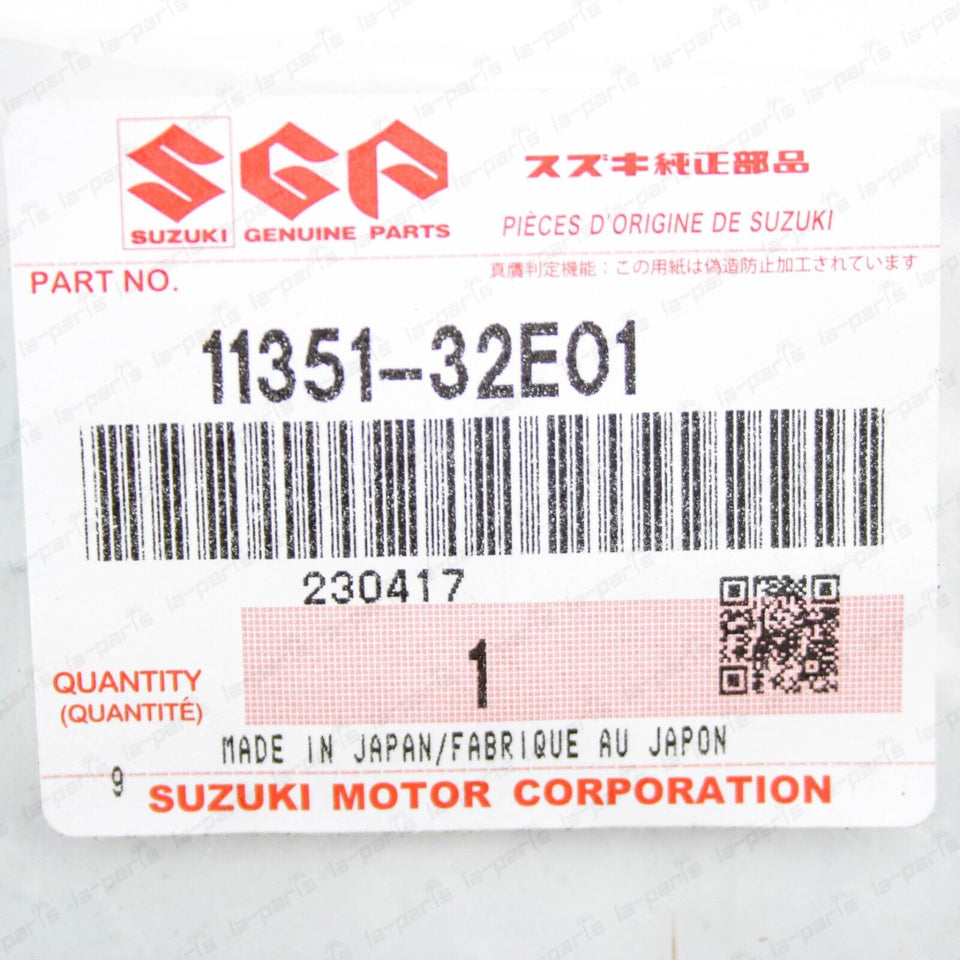 SGP
SUZUKI GENUINE PARTS
スズキ純正部品
PIÈCES D'ORIGINE DE SUZUKI
PART NO.
真贋判定機能：この用紙は偽造防止加工されています
11351-32E01
230417
1
QUANTITY
(QUANTITÉ)
MADE IN JAPAN/FABRIQUE AU JAPON
9
SUZUKI MOTOR CORPORATION
la-parts